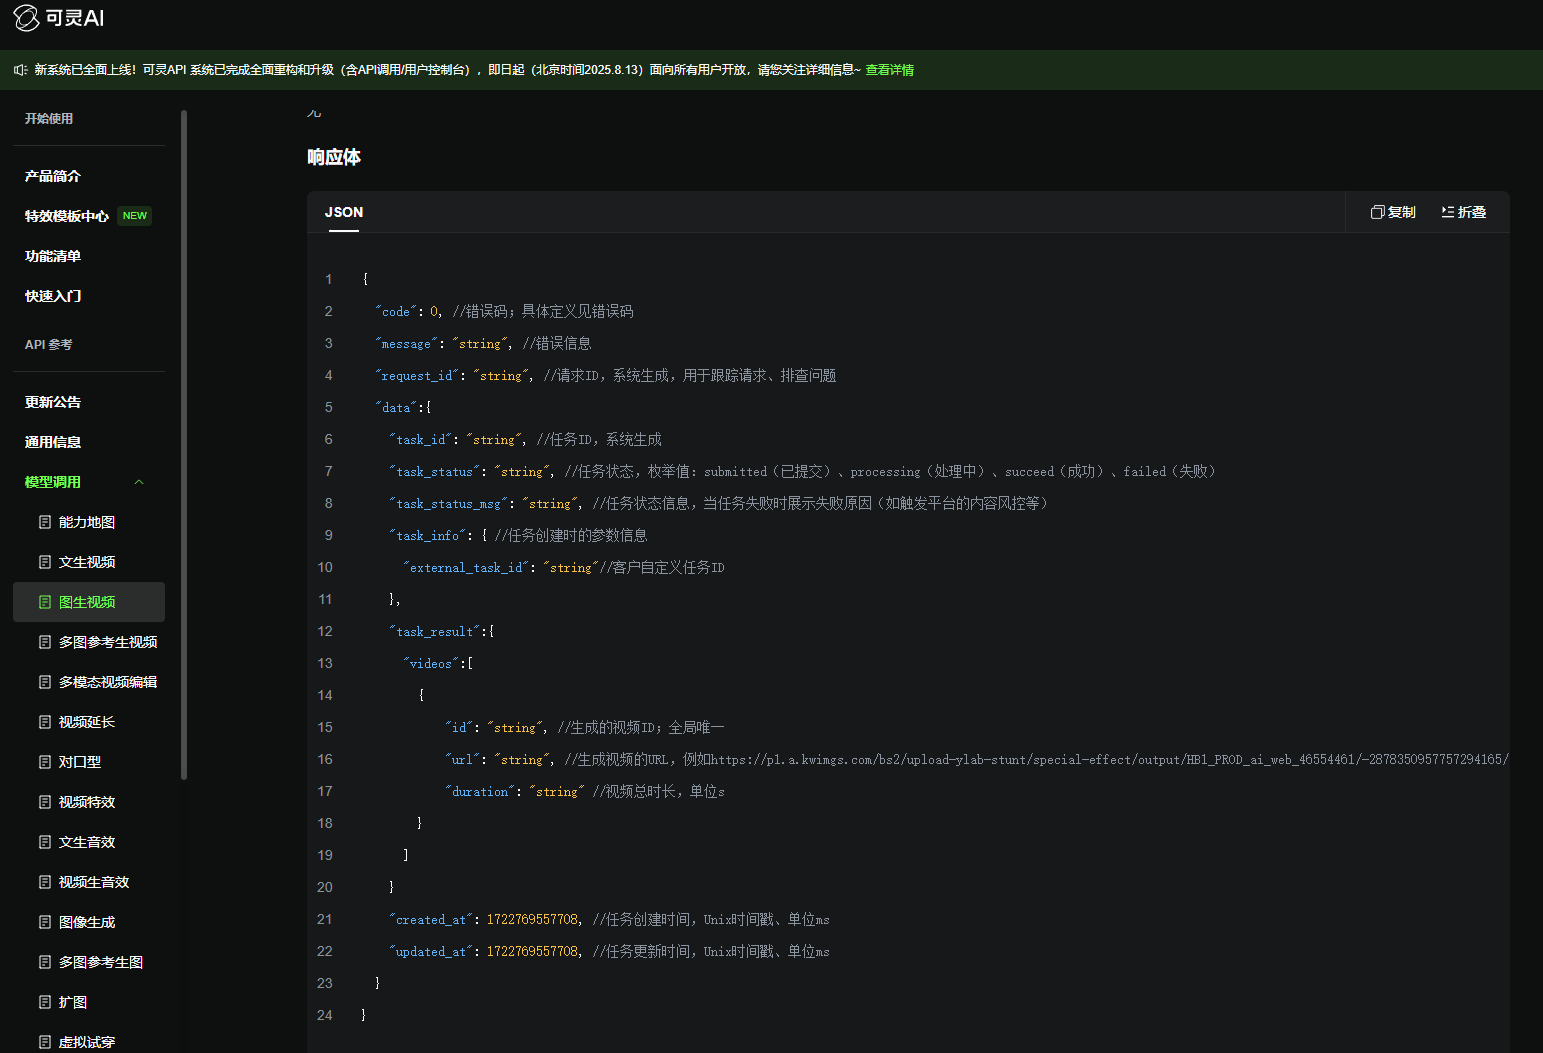 可灵AI
新系统已全面上线！可灵API 系统已完成全面重构和升级（含API调用/用户控制台），即日起（北京时间2025.8.13）面向所有用户开放，请您关注详细信息~ 查看详情
开始使用
产品简介
特效模板中心 NEW
功能清单
快速入门
API 参考
更新公告
通用信息
模型调用
能力地图
文生视频
图生视频
多图参考生视频
多模态视频编辑
视频延长
对口型
视频特效
文生音效
视频生音效
图像生成
多图参考生图
扩图
虚拟试穿
无
响应体
JSON
复制
折叠
1 {
2 "code": 0, //错误码；具体定义见错误码
3 "message": "string", //错误信息
4 "request_id": "string", //请求ID，系统生成，用于跟踪请求、排查问题
5 "data":{
6 "task_id": "string", //任务ID，系统生成
7 "task_status": "string", //任务状态，枚举值：submitted（已提交）、processing（处理中）、succeed（成功）、failed（失败）
8 "task_status_msg": "string", //任务状态信息，当任务失败时展示失败原因（如触发平台的内容风控等）
9 "task_info": { //任务创建时的参数信息
10 "external_task_id": "string"//客户自定义任务ID
11 },
12 "task_result":{
13 "videos":[
14 {
15 "id": "string", //生成的视频ID；全局唯一
16 "url": "string", //生成视频的URL，例如https://p1.a.kwimgs.com/bs2/upload-ylab-stunt/special-effect/output/HB1_PROD_ai_web_46554461/-2878350957757294165/
17 "duration": "string" //视频总时长，单位s
18 }
19 ]
20 }
21 "created_at": 1722769557708, //任务创建时间，Unix时间戳、单位ms
22 "updated_at": 1722769557708, //任务更新时间，Unix时间戳、单位ms
23 }
24 }